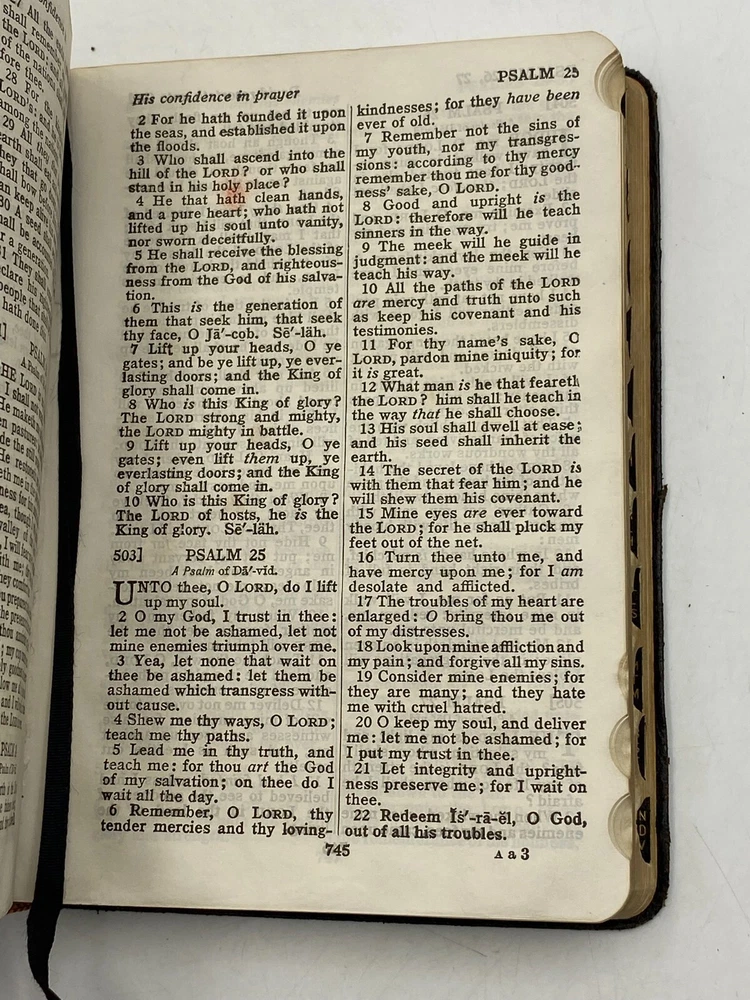 PSALM 25
His confidence in prayer
2 For he hath founded it upon
the seas, and established it upon
the floods.
3 Who shall ascend into the
hill of the LORD? or who shall
stand in his holy place?
4 He that hath clean hands,
and a pure heart; who hath not
lifted up his soul unto vanity,
nor sworn deceitfully.
5 He shall receive the blessing
from the LORD, and righteous-
ness from the God of his salva-
tion.
6 This is the generation of
them that seek him, that seek
thy face, O Jā′-cob. Sē′-läh.
7 Lift up your heads, O ye
gates; and be ye lift up, ye ever-
lasting doors; and the King of
glory shall come in.
8 Who is this King of glory?
The LORD strong and mighty,
the LORD mighty in battle.
9 Lift up your heads, O ye
gates; even lift them up, ye
everlasting doors; and the King
of glory shall come in.
10 Who is this King of glory?
The LORD of hosts, he is the
King of glory. Sē′-läh.
503] PSALM 25
A Psalm of Dā′-vid.
UNTO thee, O LORD, do I lift
up my soul.
2 O my God, I trust in thee:
let me not be ashamed, let not
mine enemies triumph over me.
3 Yea, let none that wait on
thee be ashamed: let them be
ashamed which transgress with-
out cause.
4 Shew me thy ways, O LORD;
teach me thy paths.
5 Lead me in thy truth, and
teach me: for thou art the God
of my salvation; on thee do I
wait all the day.
6 Remember, O LORD, thy
tender mercies and thy loving-
kindnesses; for they have been
ever of old.
7 Remember not the sins of
my youth, nor my transgres-
sions: according to thy mercy
remember thou me for thy good-
ness' sake, O LORD.
8 Good and upright is the
LORD: therefore will he teach
sinners in the way.
9 The meek will he guide in
judgment: and the meek will he
teach his way.
10 All the paths of the LORD
are mercy and truth unto such
as keep his covenant and his
testimonies.
11 For thy name's sake, O
LORD, pardon mine iniquity; for
it is great.
12 What man is he that feareth
the LORD? him shall he teach in
the way that he shall choose.
13 His soul shall dwell at ease;
and his seed shall inherit the
earth.
14 The secret of the LORD is
with them that fear him; and he
will shew them his covenant.
15 Mine eyes are ever toward
the LORD; for he shall pluck my
feet out of the net.
16 Turn thee unto me, and
have mercy upon me; for I am
desolate and afflicted.
17 The troubles of my heart are
enlarged: O bring thou me out
of my distresses.
18 Look upon mine affliction and
my pain; and forgive all my sins.
19 Consider mine enemies; for
they are many; and they hate
me with cruel hatred.
20 O keep my soul, and deliver
me: let me not be ashamed; for
I put my trust in thee.
21 Let integrity and upright-
ness preserve me; for I wait on
thee.
22 Redeem Ĭs′-rā-ĕl, O God,
out of all his troubles.
745
A a 3